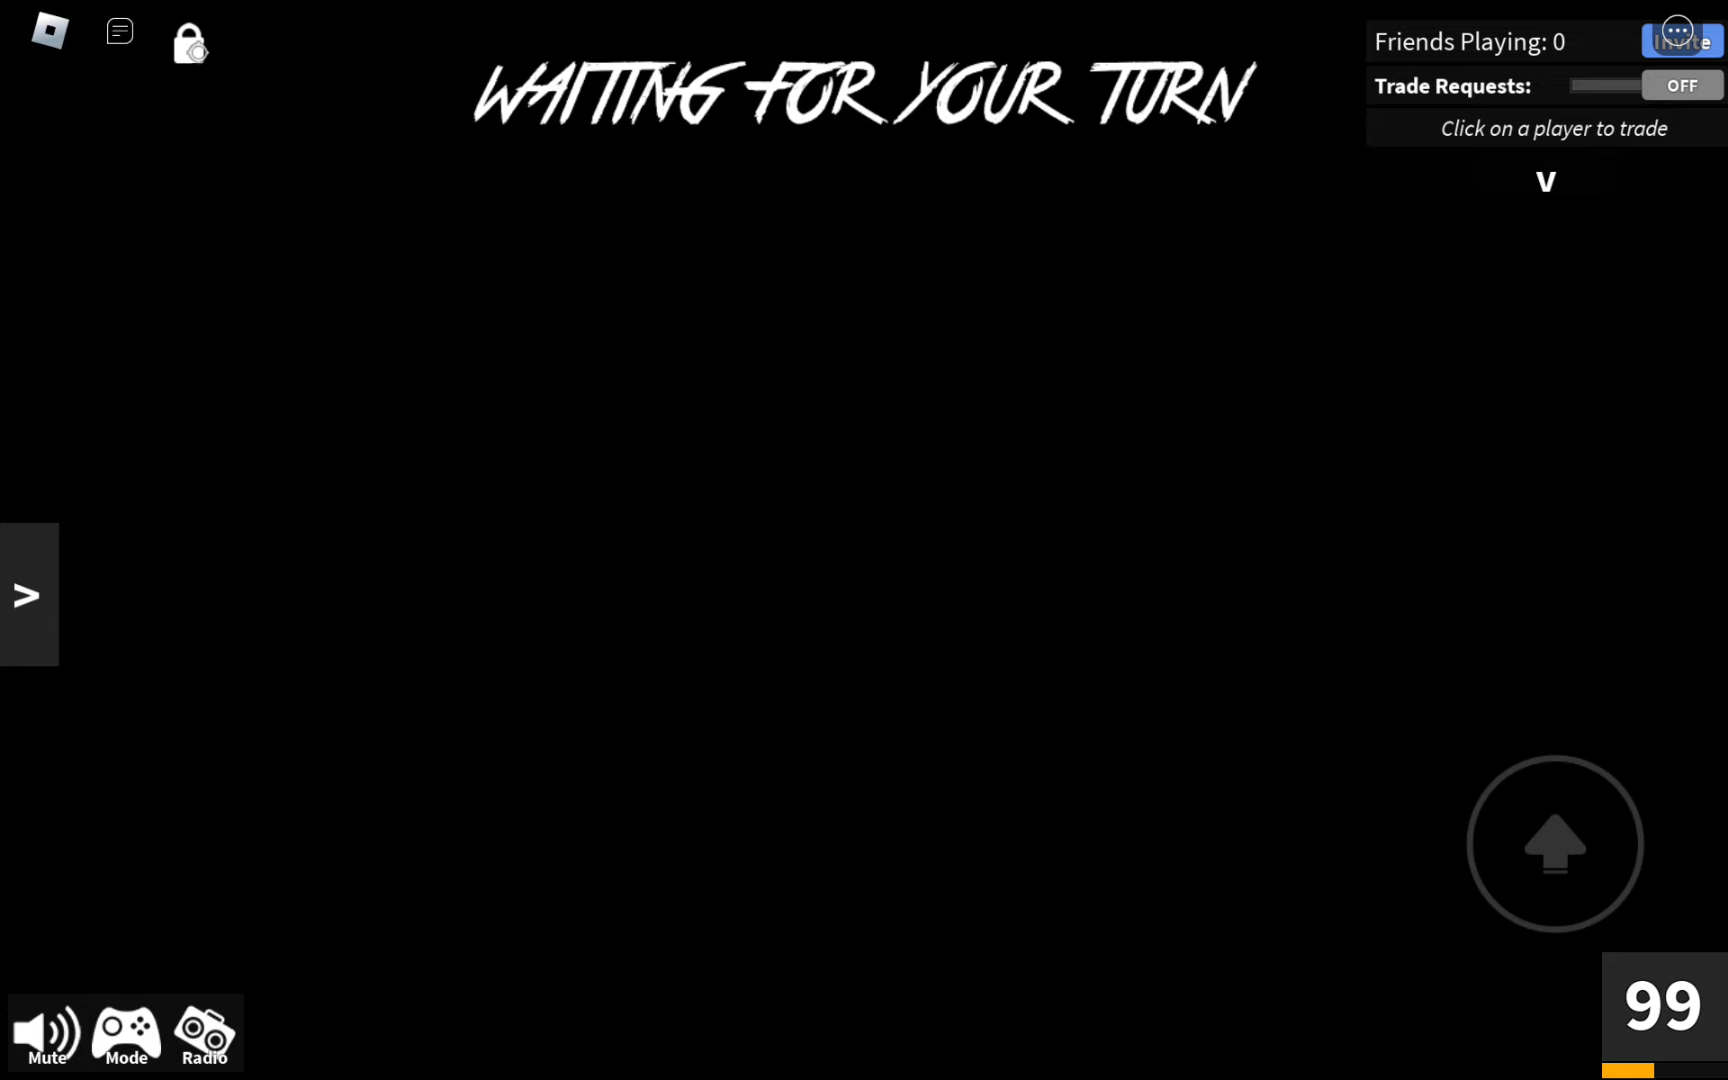 WAITING FOR YOUR TURN
Friends Playing: 0
Invite
Trade Requests:
OFF
Click on a player to trade
V
>
Mute
Mode
Radio
99